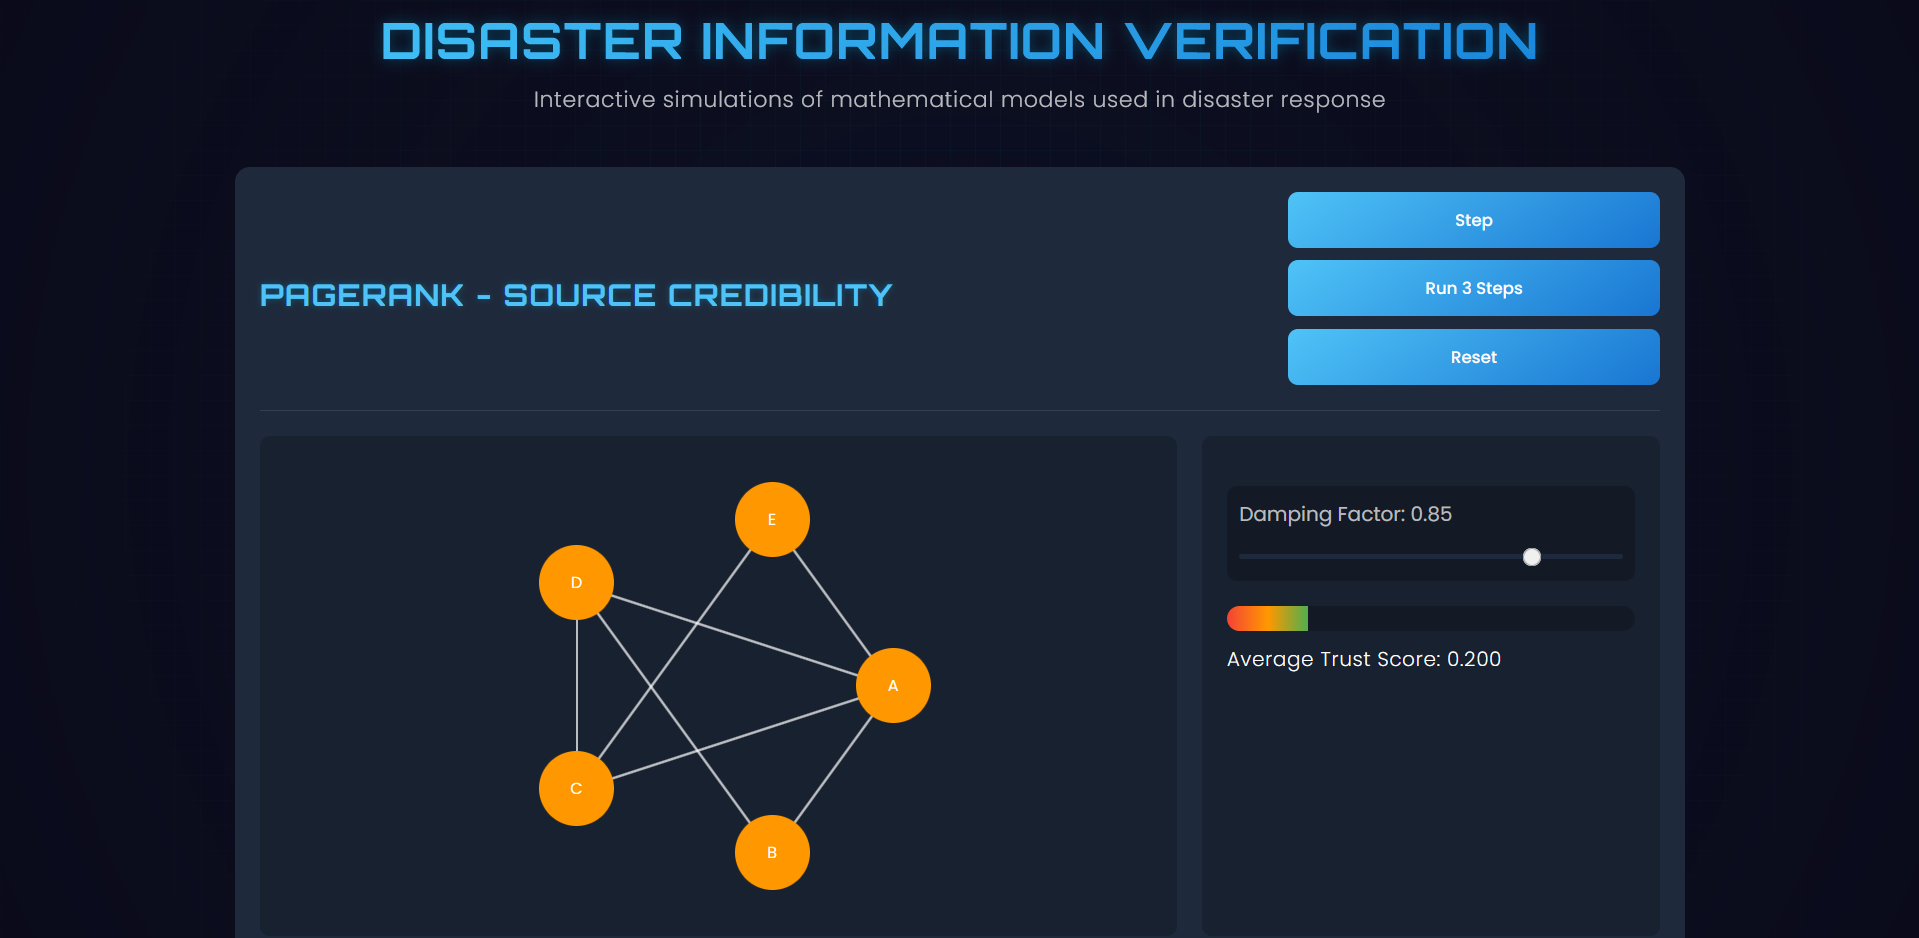 DISASTER INFORMATION VERIFICATION
Interactive simulations of mathematical models used in disaster response
PAGERANK - SOURCE CREDIBILITY
Step
Run 3 Steps
Reset
E
D
A
C
B
Damping Factor: 0.85
Average Trust Score: 0.200